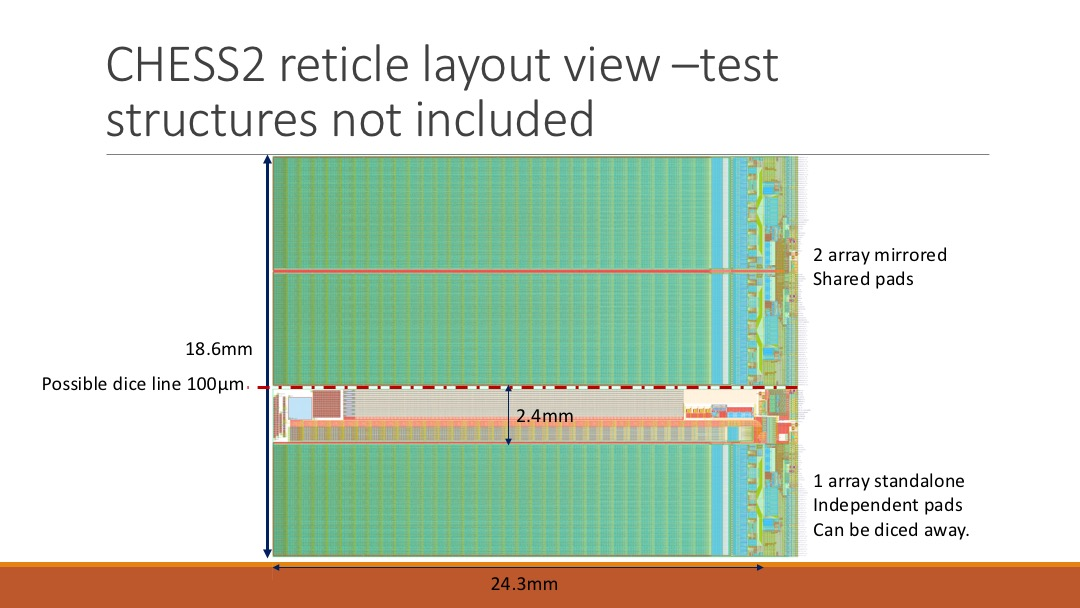 CHESS2 reticle layout view –test
structures not included
2 array mirrored
Shared pads
18.6mm
Possible dice line 100µm
2.4mm
1 array standalone
Independent pads
Can be diced away.
24.3mm